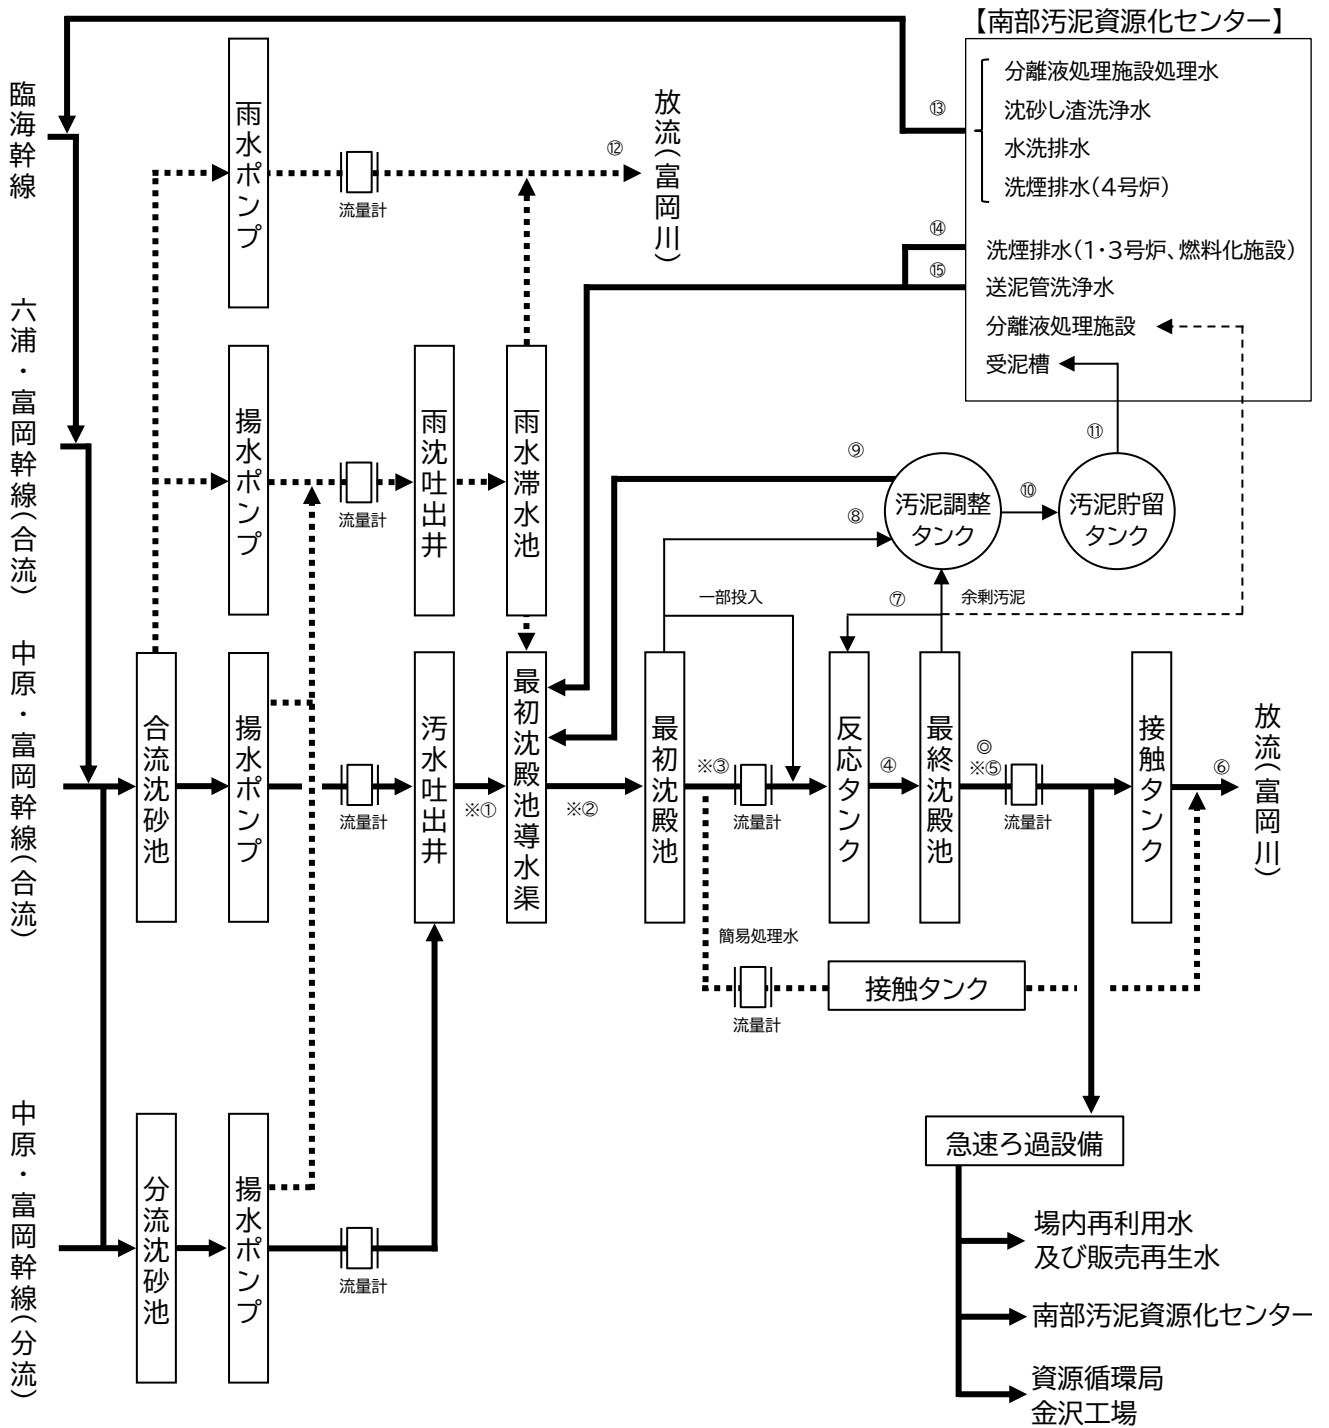 【南部汚泥資源化センター】
分離液処理施設処理水
沈砂し渣洗浄水
水洗排水
洗煙排水(4号炉)
⑬
⑭
洗煙排水(1・3号炉、燃料化施設)
⑮
送泥管洗浄水
分離液処理施設
受泥槽
臨海幹線
六浦・富岡幹線(合流)
中原・富岡幹線(合流)
中原・富岡幹線(分流)
雨水ポンプ
流量計
⑫
放流(富岡川)
揚水ポンプ
流量計
雨沈吐出井
雨水滞水池
⑨
⑧
汚泥調整
タンク
⑩
汚泥貯留
タンク
⑪
一部投入
⑦
余剰汚泥
合流沈砂池
揚水ポンプ
流量計
汚水吐出井
※①
最初沈殿池導水渠
※②
最初沈殿池
※③
流量計
反応タンク
④
最終沈殿池
◎
※⑤
流量計
接触タンク
⑥
放流(富岡川)
簡易処理水
流量計
接触タンク
分流沈砂池
揚水ポンプ
流量計
急速ろ過設備
場内再利用水
及び販売再生水
南部汚泥資源化センター
資源循環局
金沢工場